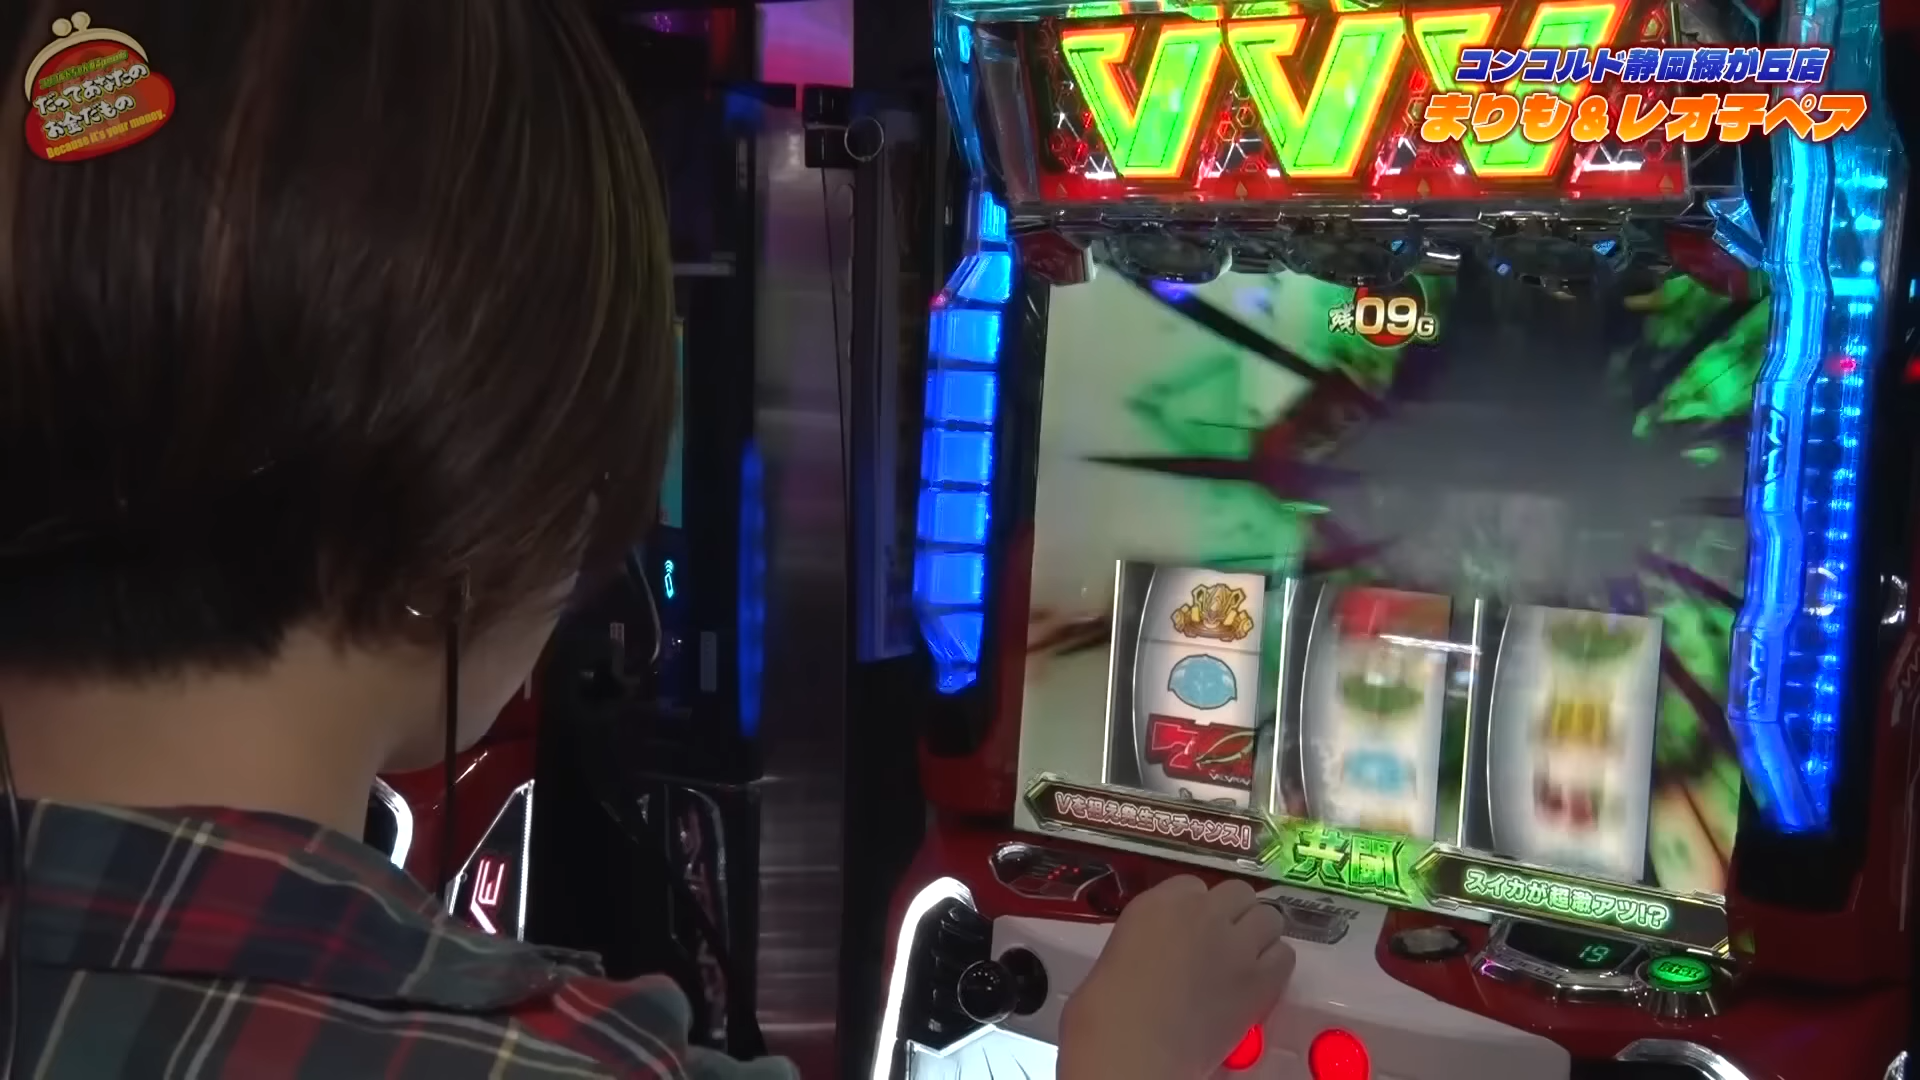 だってあなたの
お金だもの
Because it's your money.
コンコルド静岡緑が丘店
まりも&レオ子ペア
VVV
残09G
Vを狙え発生でチャンス!
共闘
スイカが超激アツ!?
19